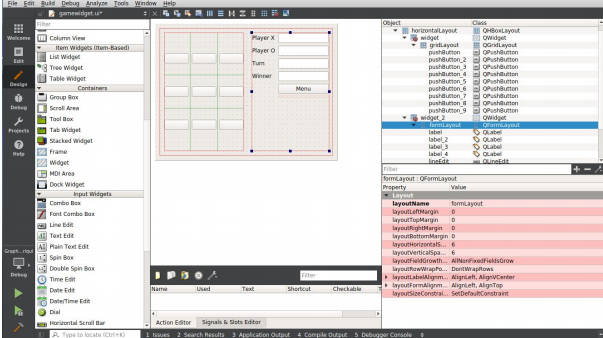 File Edit Build Debug Analyze Tools Window Help
gamewidget.ui*
Filter
Column View
Item Widgets (Item-Based)
List Widget
Tree Widget
Table Widget
Containers
Group Box
Scroll Area
Tool Box
Tab Widget
Stacked Widget
Frame
Widget
MDI Area
Dock Widget
Input Widgets
Combo Box
Font Combo Box
Line Edit
Text Edit
Plain Text Edit
Spin Box
Double Spin Box
Time Edit
Date Edit
Date/Time Edit
Dial
Horizontal Scroll Bar
Edit
Design
Debug
Projects
Help
Debug
Player X
Player O
Turn
Winner
Menu
Filter
Name Used Text Shortcut Checkable
Action Editor Signals & Slots Editor
Object Class
horizontalLayout QHBoxLayout
widget QWidget
gridLayout QGridLayout
pushButton QPushButton
pushButton_2 QPushButton
pushButton_3 QPushButton
pushButton_4 QPushButton
pushButton_5 QPushButton
pushButton_6 QPushButton
pushButton_7 QPushButton
pushButton_8 QPushButton
pushButton_9 QPushButton
widget_2 QWidget
formLayout QFormLayout
label QLabel
label_2 QLabel
label_3 QLabel
label_4 QLabel
lineEdit QLineEdit
Filter
formLayout : QFormLayout
Property Value
Layout
layoutName formLayout
layoutLeftMargin 0
layoutTopMargin 0
layoutRightMargin 0
layoutBottomMargin 0
layoutHorizontalS... 6
layoutVerticalSpa... 6
layoutFieldGrowth... AllNonFixedFieldsGrow
layoutRowWrapPo... DontWrapRows
layoutLabelAlignm... AlignLeft, AlignVCenter
layoutFormAlignm... AlignLeft, AlignTop
layoutSizeConstrai... SetDefaultConstraint
Type to locate (Ctrl+K) 1 Issues 2 Search Results 3 Application Output 4 Compile Output 5 Debugger Console